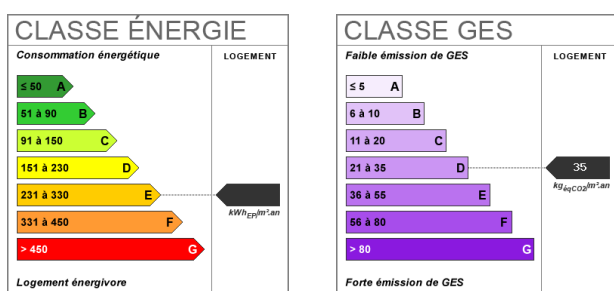 CLASSE ÉNERGIE
Consommation énergétique
LOGEMENT
≤ 50 A
51 à 90 B
91 à 150 C
151 à 230 D
231 à 330 E
331 à 450 F
> 450 G
kWhEP/m².an
Logement énergivore
CLASSE GES
Faible émission de GES
LOGEMENT
≤ 5 A
6 à 10 B
11 à 20 C
21 à 35 D
36 à 55 E
56 à 80 F
> 80 G
35
kgéqCO2/m².an
Forte émission de GES